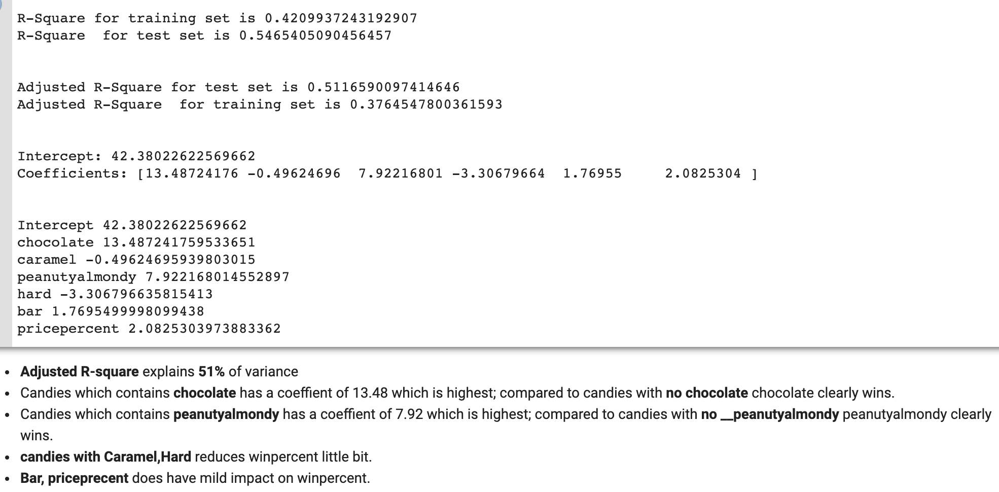 R-Square for training set is 0.4209937243192907
R-Square  for test set is 0.5465405090456457
Adjusted R-Square for test set is 0.5116590097414646
Adjusted R-Square  for training set is 0.3764547800361593
Intercept: 42.38022622569662
Coefficients: [13.48724176 -0.49624696  7.92216801 -3.30679664  1.76955     2.0825304 ]
Intercept 42.38022622569662
chocolate 13.487241759533651
caramel -0.49624695939803015
peanutyalmondy 7.922168014552897
hard -3.306796635815413
bar 1.7695499998099438
pricepercent 2.0825303973883362
• Adjusted R-square explains 51% of variance
• Candies which contains chocolate has a coeffient of 13.48 which is highest; compared to candies with no chocolate chocolate clearly wins.
• Candies which contains peanutyalmondy has a coeffient of 7.92 which is highest; compared to candies with no __peanutyalmondy peanutyalmondy clearly
wins.
• candies with Caramel,Hard reduces winpercent little bit.
• Bar, priceprecent does have mild impact on winpercent.